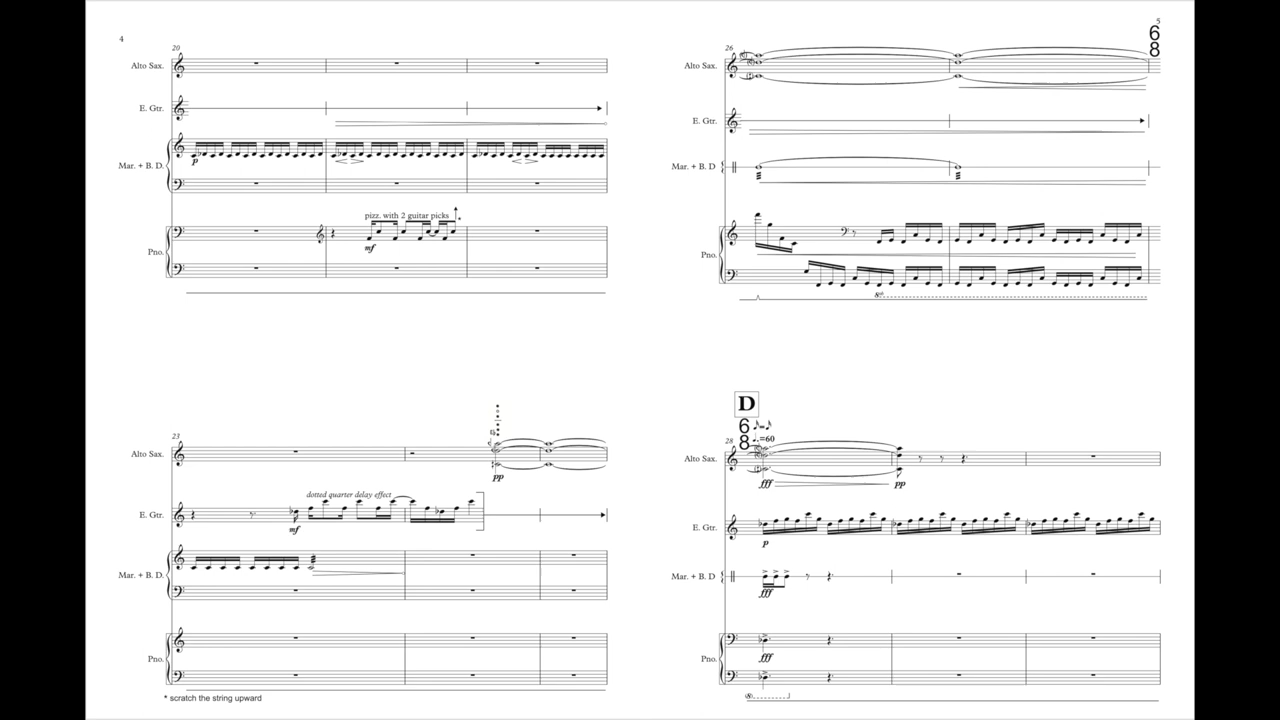 4
20
Alto Sax.
E. Gtr.
Mar. + B. D.
p
pizz. with 2 guitar picks
*
mf
Pno.
23
Alto Sax.
pp
dotted quarter delay effect
E. Gtr.
mf
Mar. + B. D.
Pno.
* scratch the string upward
5
6
8
26
Alto Sax.
E. Gtr.
Mar. + B. D
Pno.
D
6
8
28
=60
Alto Sax.
fff pp
E. Gtr.
p
Mar. + B. D
fff
Pno.
fff